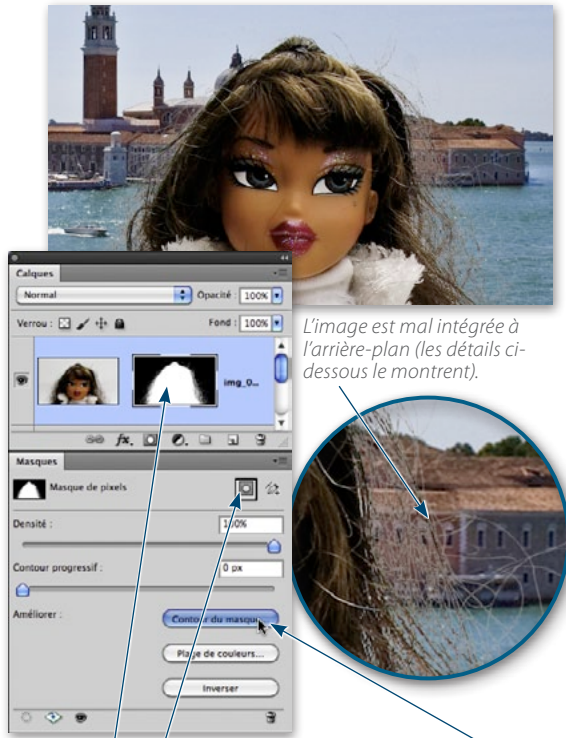 Calques
Normal
Opacité : 100%
Verrou :
Fond : 100%
img_0...
fx.
Masques
Masque de pixels
Densité :
100%
Contour progressif :
0 px
Améliorer :
Contour du masque
Plage de couleurs...
Inverser
L'image est mal intégrée à
l'arrière-plan (les détails ci-
dessous le montrent).